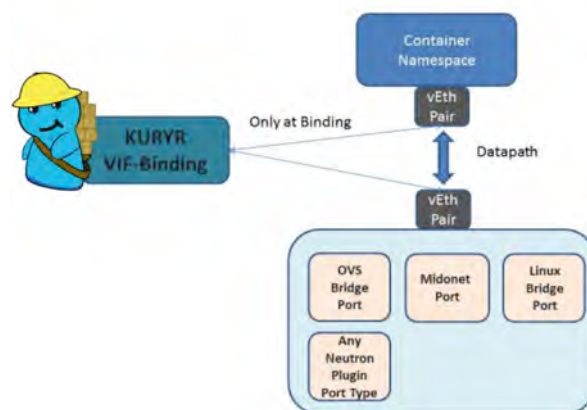 Container
Namespace
vEth
Pair
Only at Binding
KURYR
VIF-Binding
Datapath
vEth
Pair
OVS
Bridge
Port
Midonet
Port
Linux
Bridge
Port
Any
Neutron
Plugin
Port Type